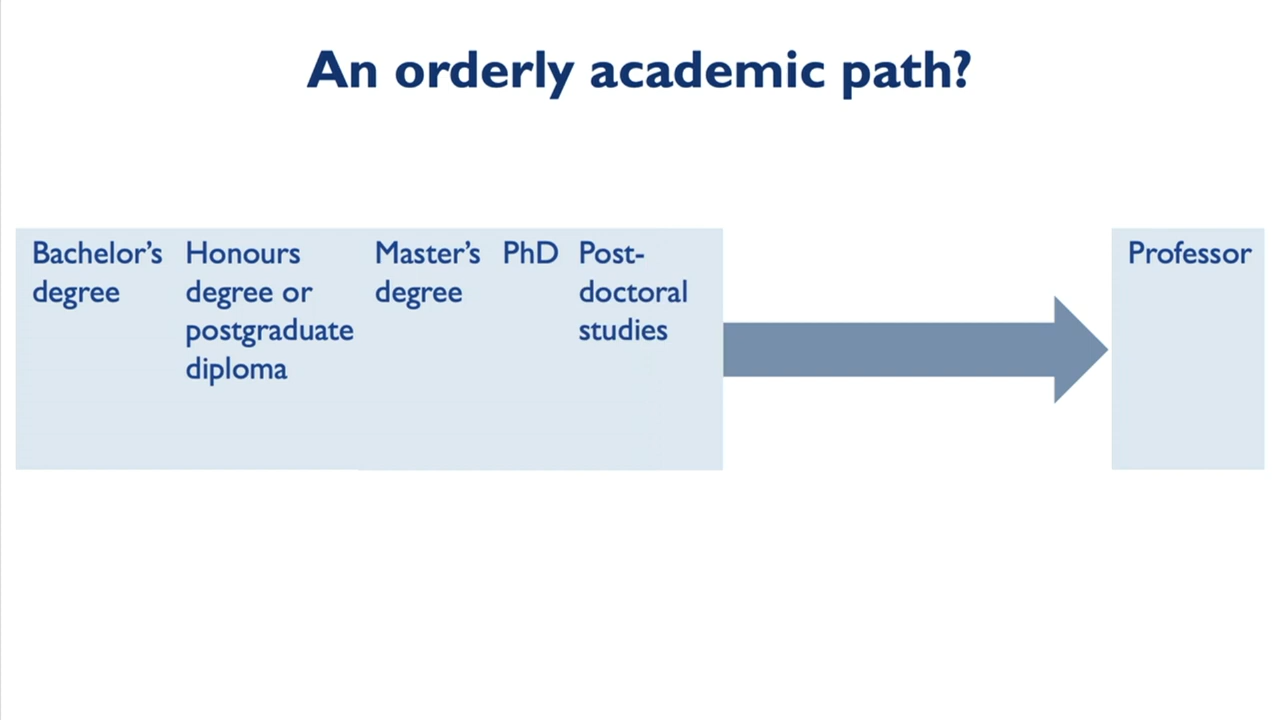 An orderly academic path?
Bachelor's
degree
Honours
degree or
postgraduate
diploma
Master's
degree
PhD
Post-
doctoral
studies
Professor